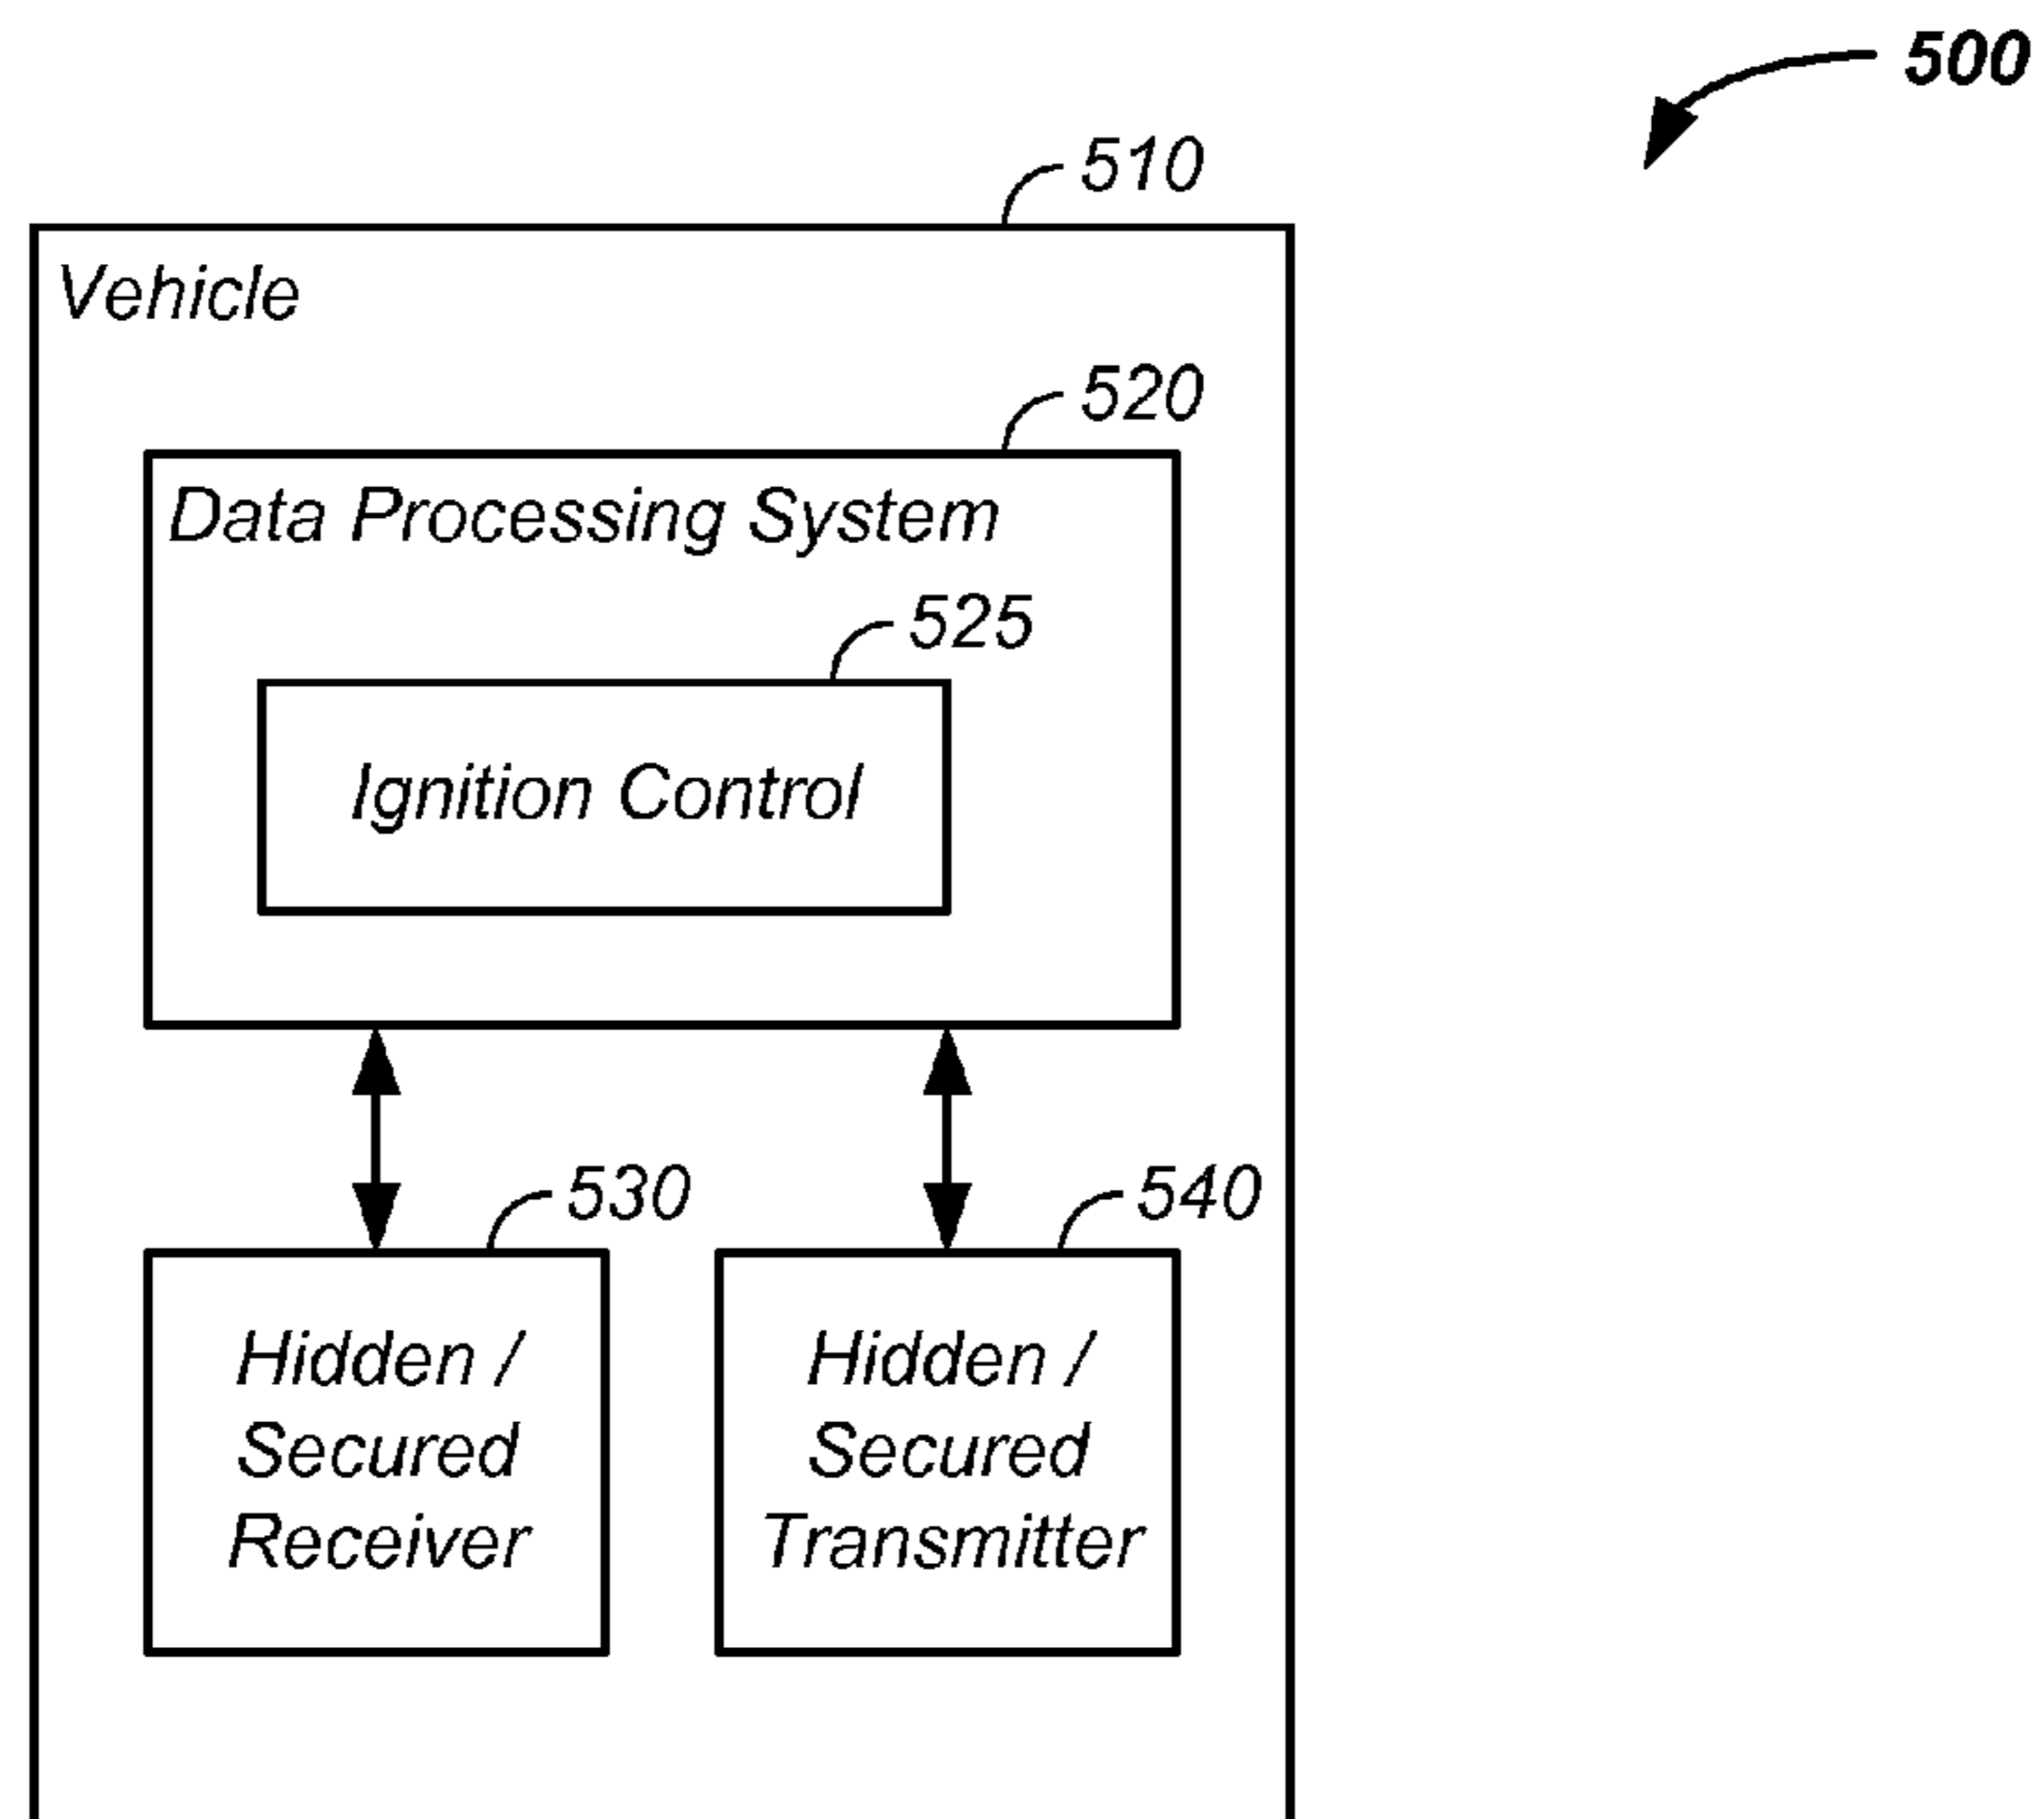 500
510
Vehicle
520
Data Processing System
525
Ignition Control
530
540
Hidden /
Secured
Receiver
Hidden /
Secured
Transmitter